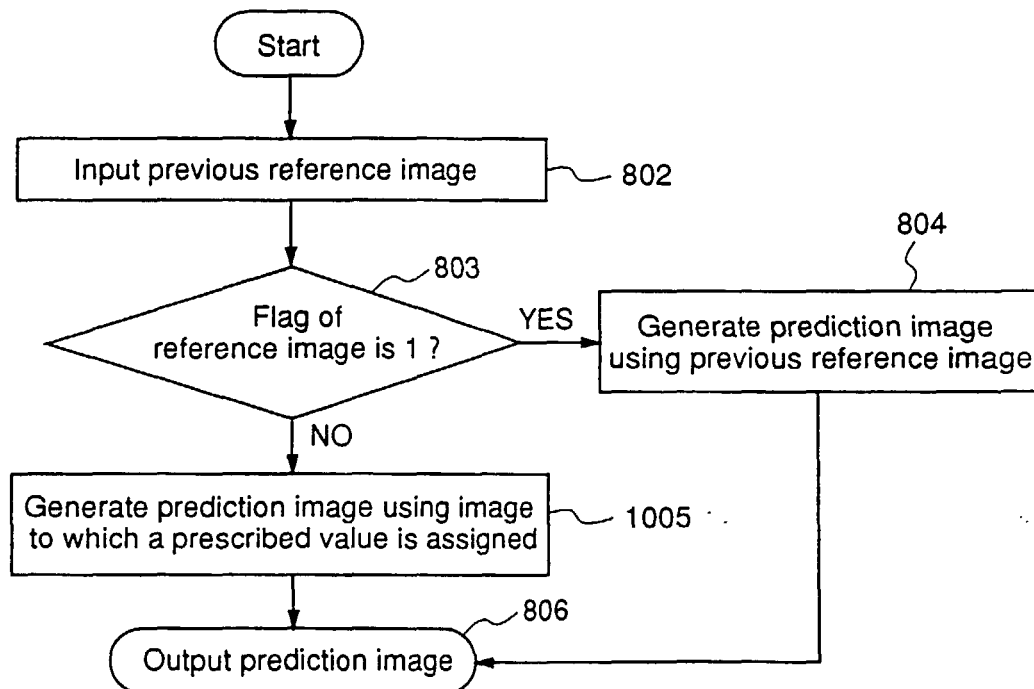 Start
Input previous reference image
802
803
804
Flag of
reference image is 1 ?
YES
Generate prediction image
using previous reference image
NO
Generate prediction image using image
to which a prescribed value is assigned
1005
806
Output prediction image